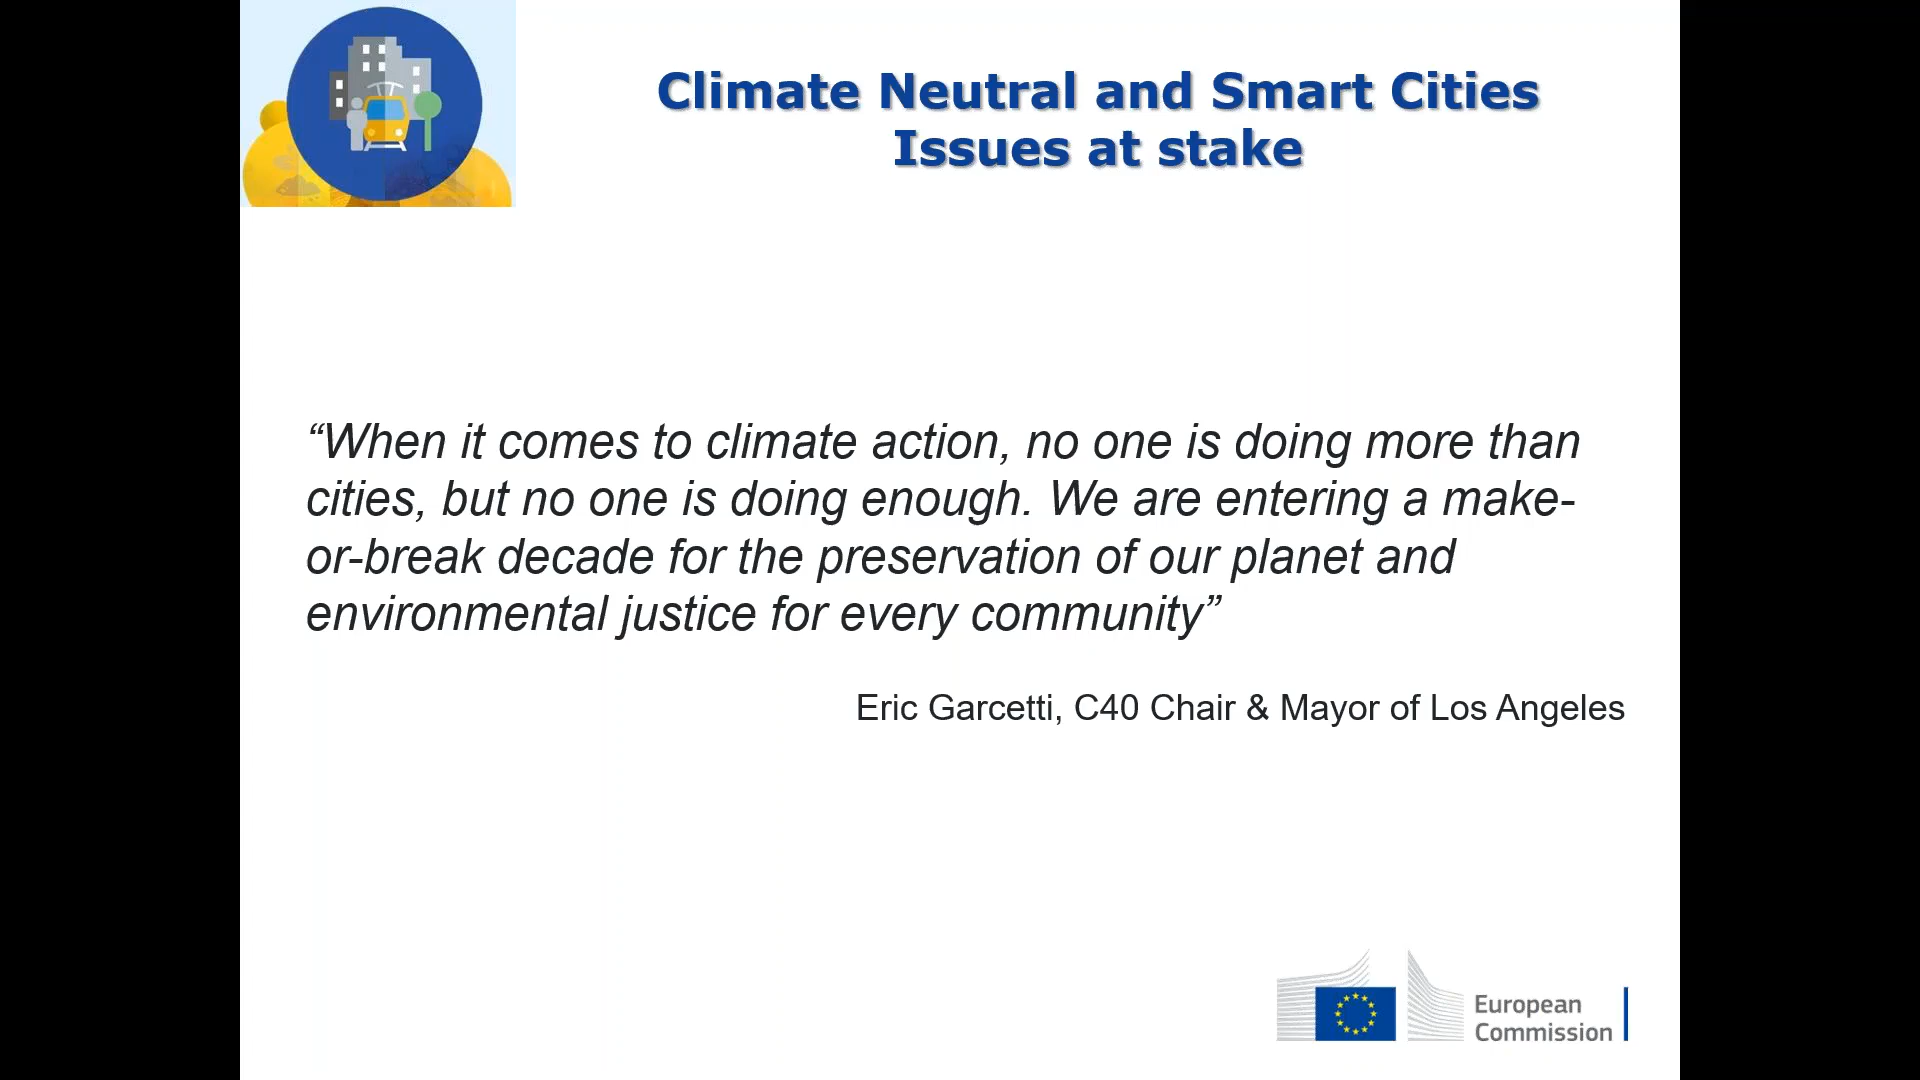 Climate Neutral and Smart Cities
Issues at stake
“When it comes to climate action, no one is doing more than
cities, but no one is doing enough. We are entering a make-
or-break decade for the preservation of our planet and
environmental justice for every community”
Eric Garcetti, C40 Chair & Mayor of Los Angeles
European
Commission